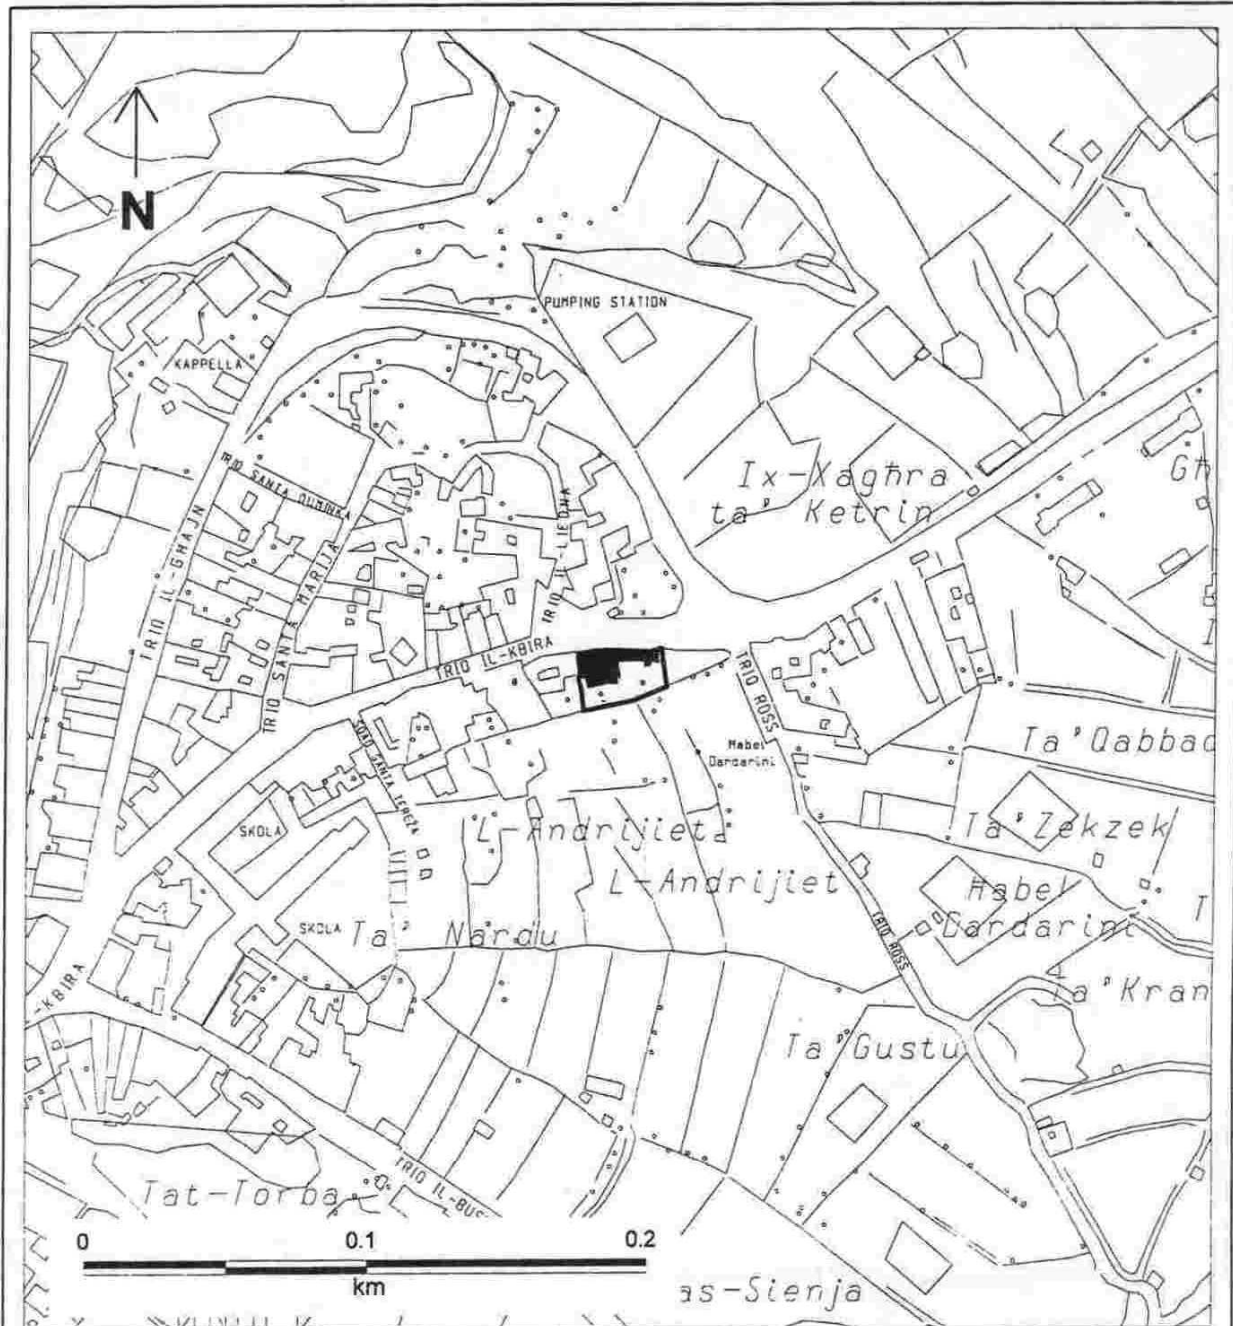 N
PUMPING STATION
KAPPELLA
TRIQ SANTA DUMINKA
TRIQ IL-GHAJN
TRIQ SANTA MARIJA
TRIQ IL-LIEDNA
Ix-Xagħra
ta' Ketrin
Għ
TRIQ IL-KBIRA
TRIQ ROSS
SQAQ SANTA TEREŻA
Ħabel
Dardarini
Ta'Qabbad
SKOLA
L-Andrijiet
Ta'Zekzek
L-Andrijiet
Ħabel
Dardarini
SKOLA
Ta' Nardu
TRIQ ROSS
-KBIRA
Ta'Kran
Ta'Gustu
Tat-Torba
TRIQ IL-BUS
0 0.1 0.2
km
as-Sienja